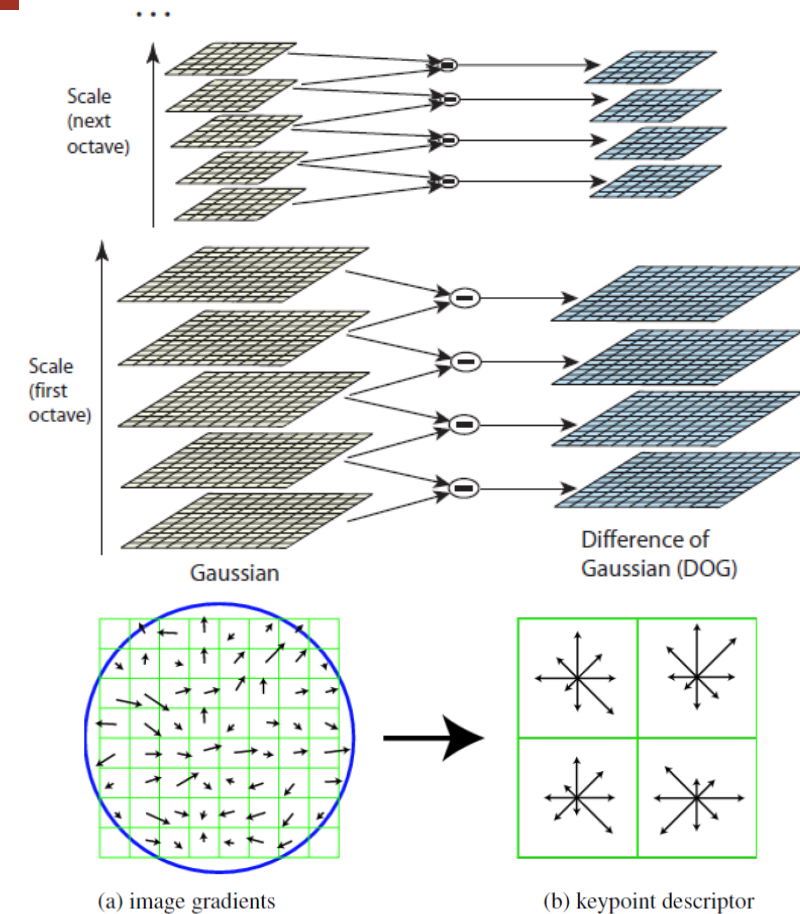 . . .
Scale
(next
octave)
Scale
(first
octave)
Gaussian
Difference of
Gaussian (DOG)
(a) image gradients
(b) keypoint descriptor